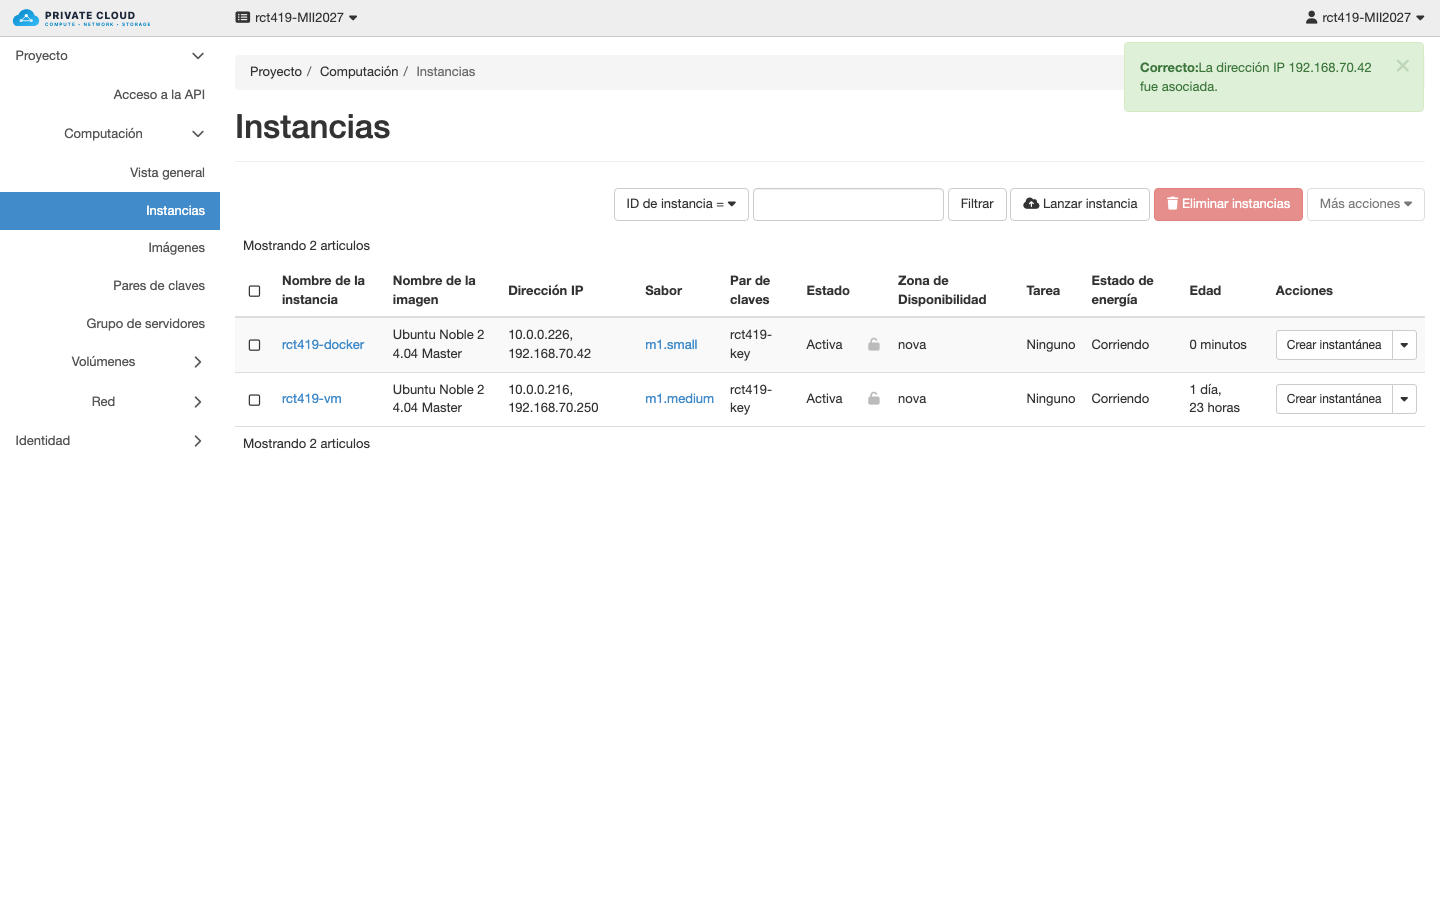 PRIVATE CLOUD
COMPUTE • NETWORK • STORAGE
rct419-MII2027
rct419-MII2027
Proyecto
Acceso a la API
Computación
Vista general
Instancias
Imágenes
Pares de claves
Grupo de servidores
Volúmenes
Red
Identidad
Proyecto / Computación / Instancias
Correcto:La dirección IP 192.168.70.42
fue asociada.
×
Instancias
ID de instancia =
Filtrar
Lanzar instancia
Eliminar instancias
Más acciones
Mostrando 2 articulos
Nombre de la instancia Nombre de la imagen Dirección IP Sabor Par de claves Estado Zona de Disponibilidad Tarea Estado de energía Edad Acciones
rct419-docker Ubuntu Noble 2 10.0.0.226, m1.small rct419- Activa nova Ninguno Corriendo 0 minutos Crear instantánea
4.04 Master 192.168.70.42 key
rct419-vm Ubuntu Noble 2 10.0.0.216, m1.medium rct419- Activa nova Ninguno Corriendo 1 día, Crear instantánea
4.04 Master 192.168.70.250 key 23 horas
Mostrando 2 articulos